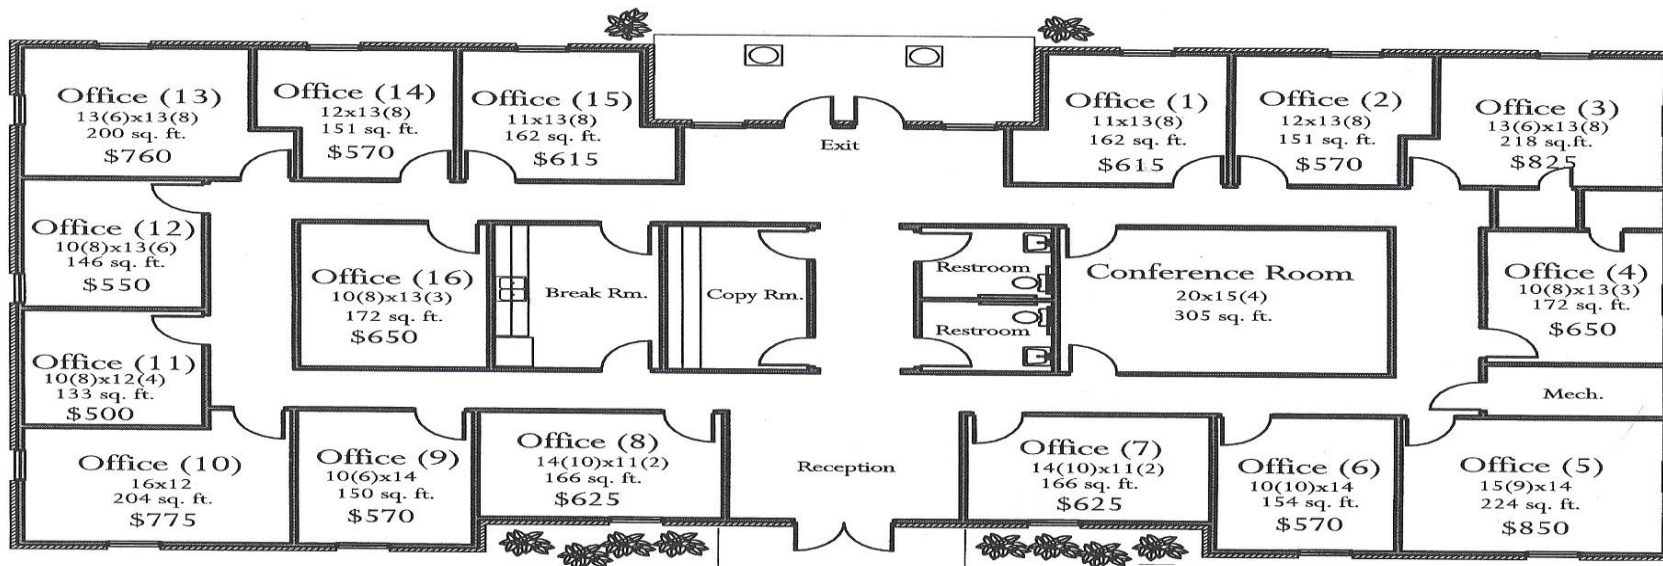 Office (13)
13(6)x13(8)
200 sq. ft.
$760
Office (14)
12x13(8)
151 sq. ft.
$570
Office (15)
11x13(8)
162 sq. ft.
$615
Exit
Office (1)
11x13(8)
162 sq. ft.
$615
Office (2)
12x13(8)
151 sq. ft.
$570
Office (3)
13(6)x13(8)
218 sq.ft.
$825
Office (12)
10(8)x13(6)
146 sq. ft.
$550
Office (16)
10(8)x13(3)
172 sq. ft.
$650
Break Rm.
Copy Rm.
Restroom
Restroom
Conference Room
20x15(4)
305 sq. ft.
Office (4)
10(8)x13(3)
172 sq. ft.
$650
Office (11)
10(8)x12(4)
133 sq. ft.
$500
Mech.
Office (10)
16x12
204 sq. ft.
$775
Office (9)
10(6)x14
150 sq. ft.
$570
Office (8)
14(10)x11(2)
166 sq. ft.
$625
Reception
Office (7)
14(10)x11(2)
166 sq. ft.
$625
Office (6)
10(10)x14
154 sq. ft.
$570
Office (5)
15(9)x14
224 sq. ft.
$850